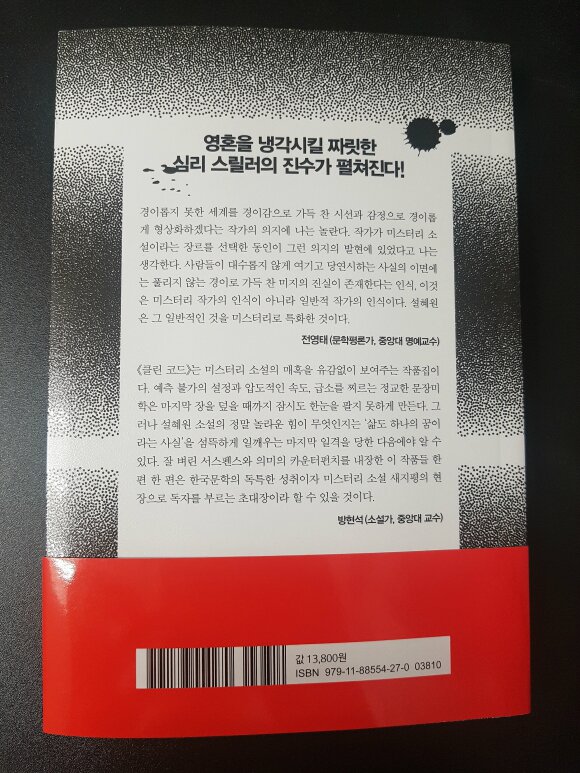 영혼을 냉각시킬 짜릿한
심리 스릴러의 진수가 펼쳐진다!
경이롭지 못한 세계를 경이감으로 가득 찬 시선과 감정으로 경이롭
게 형상화하겠다는 작가의 의지에 나는 놀란다. 작가가 미스터리 소
설이라는 장르를 선택한 동인이 그런 의지의 발현에 있었다고 나는
생각한다. 사람들이 대수롭지 않게 여기고 당연시하는 사실의 이면에
는 풀리지 않는 경이로 가득 찬 미지의 진실이 존재한다는 인식, 이것
은 미스터리 작가의 인식이 아니라 일반적 작가의 인식이다. 설혜원
은 그 일반적인 것을 미스터리로 특화한 것이다.
전영태 (문학평론가, 중앙대 명예교수)
《클린 코드》는 미스터리 소설의 매혹을 유감없이 보여주는 작품집이
다. 예측 불가의 설정과 압도적인 속도, 급소를 찌르는 정교한 문장미
학은 마지막 장을 덮을 때까지 잠시도 한눈을 팔지 못하게 만든다. 그
러나 설혜원 소설의 정말 놀라운 힘이 무엇인지는 '삶도 하나의 꿈이
라는 사실'을 섬뜩하게 일깨우는 마지막 일격을 당한 다음에야 알 수
있다. 잘 벼린 서스펜스와 의미의 카운터펀치를 내장한 이 작품들 한
편 한 편은 한국문학의 독특한 성취이자 미스터리 소설 새지평의 현
장으로 독자를 부르는 초대장이라 할 수 있을 것이다.
방현석 (소설가, 중앙대 교수)
값 13,800원
ISBN 979-11-88554-27-0 03810